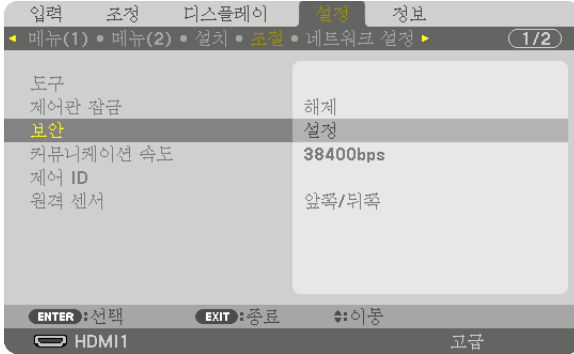 입력 조정 디스플레이 설정 정보
메뉴(1) 메뉴(2) 설치 조절 네트워크 설정 1/2
도구
제어판 잠금 해제
보안 설정
커뮤니케이션 속도 38400bps
제어 ID
원격 센서 앞쪽/뒤쪽
ENTER :선택 EXIT :종료 :이동
HDMI1 고급